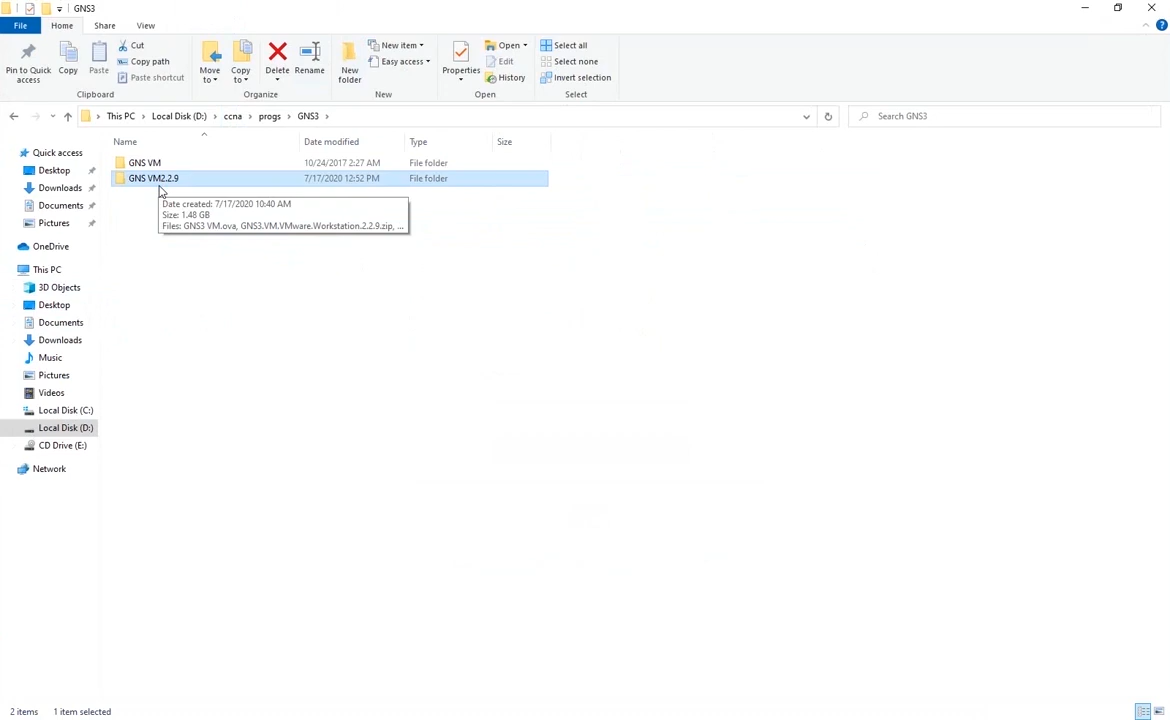 GNS3
File Home Share View
Pin to Quick access
Copy
Paste
Cut
Copy path
Paste shortcut
Clipboard
Move to
Copy to
Delete
Rename
Organize
New folder
New item
Easy access
New
Properties
Open
Edit
History
Open
Select all
Select none
Invert selection
Select
This PC > Local Disk (D:) > ccna > progs > GNS3 >
Search GNS3
Name Date modified Type Size
GNS VM 10/24/2017 2:27 AM File folder
GNS VM2.2.9 7/17/2020 12:52 PM File folder
Date created: 7/17/2020 10:40 AM
Size: 1.48 GB
Files: GNS3 VM.ova, GNS3.VM.VMware.Workstation.2.2.9.zip, ...
Quick access
Desktop
Downloads
Documents
Pictures
OneDrive
This PC
3D Objects
Desktop
Documents
Downloads
Music
Pictures
Videos
Local Disk (C:)
Local Disk (D:)
CD Drive (E:)
Network
2 items 1 item selected